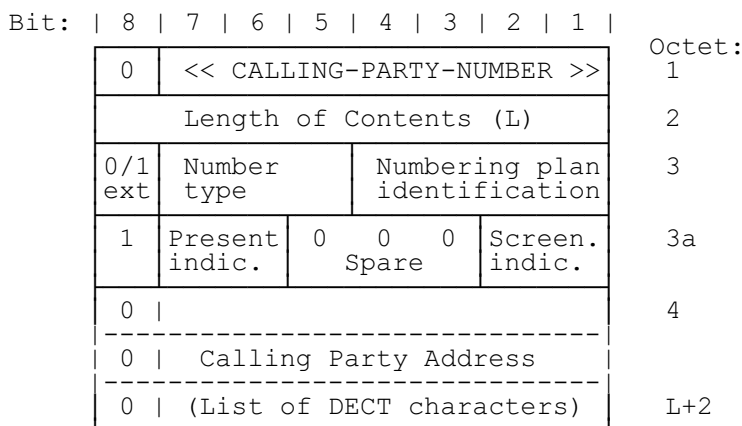 Bit: | 8 | 7 | 6 | 5 | 4 | 3 | 2 | 1 |
Octet:
0 << CALLING-PARTY-NUMBER >> 1
Length of Contents (L) 2
0/1 Number Numbering plan 3
ext type identification
1 Present 0 0 0 Screen. 3a
indic. Spare indic.
0 | 4
0 | Calling Party Address
0 | (List of DECT characters) L+2